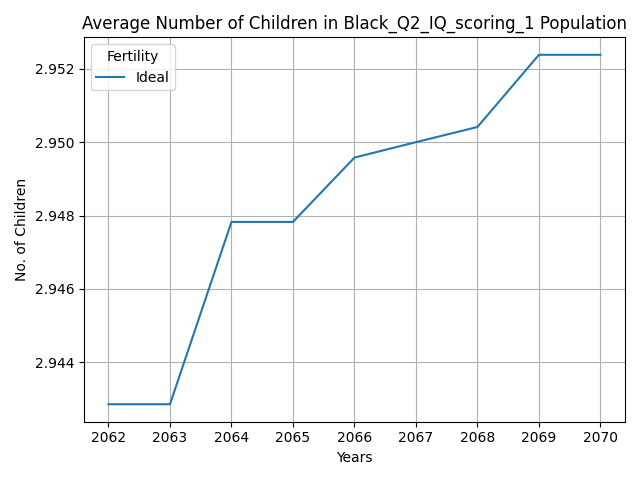 Average Number of Children in Black_Q2_IQ_scoring_1 Population
Fertility
Ideal
2.952
2.950
2.948
2.946
2.944
No. of Children
2062 2063 2064 2065 2066 2067 2068 2069 2070
Years